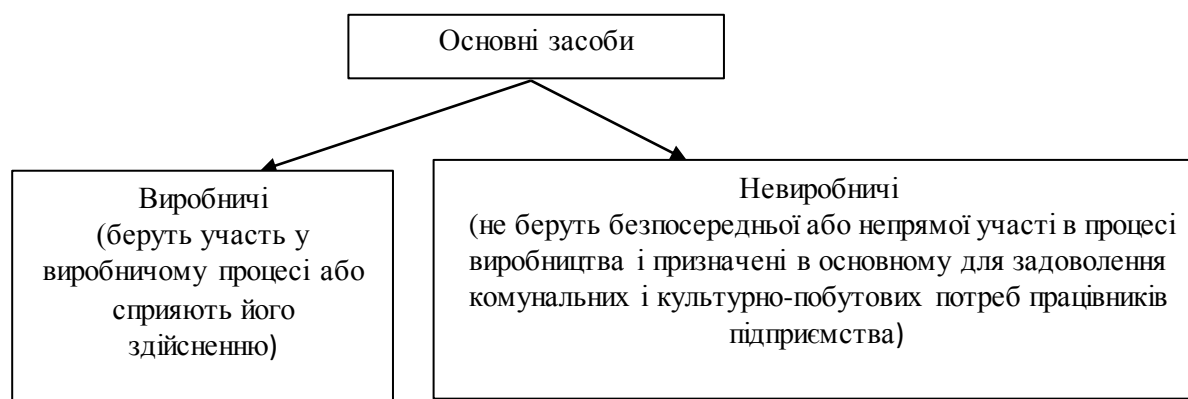 Основні засоби
Виробничі
(беруть участь у
виробничому процесі або
сприяють його
здійсненню)
Невиробничі
(не беруть безпосередньої або непрямої участі в процесі
виробництва і призначені в основному для задоволення
комунальних і культурно-побутових потреб працівників
підприємства)